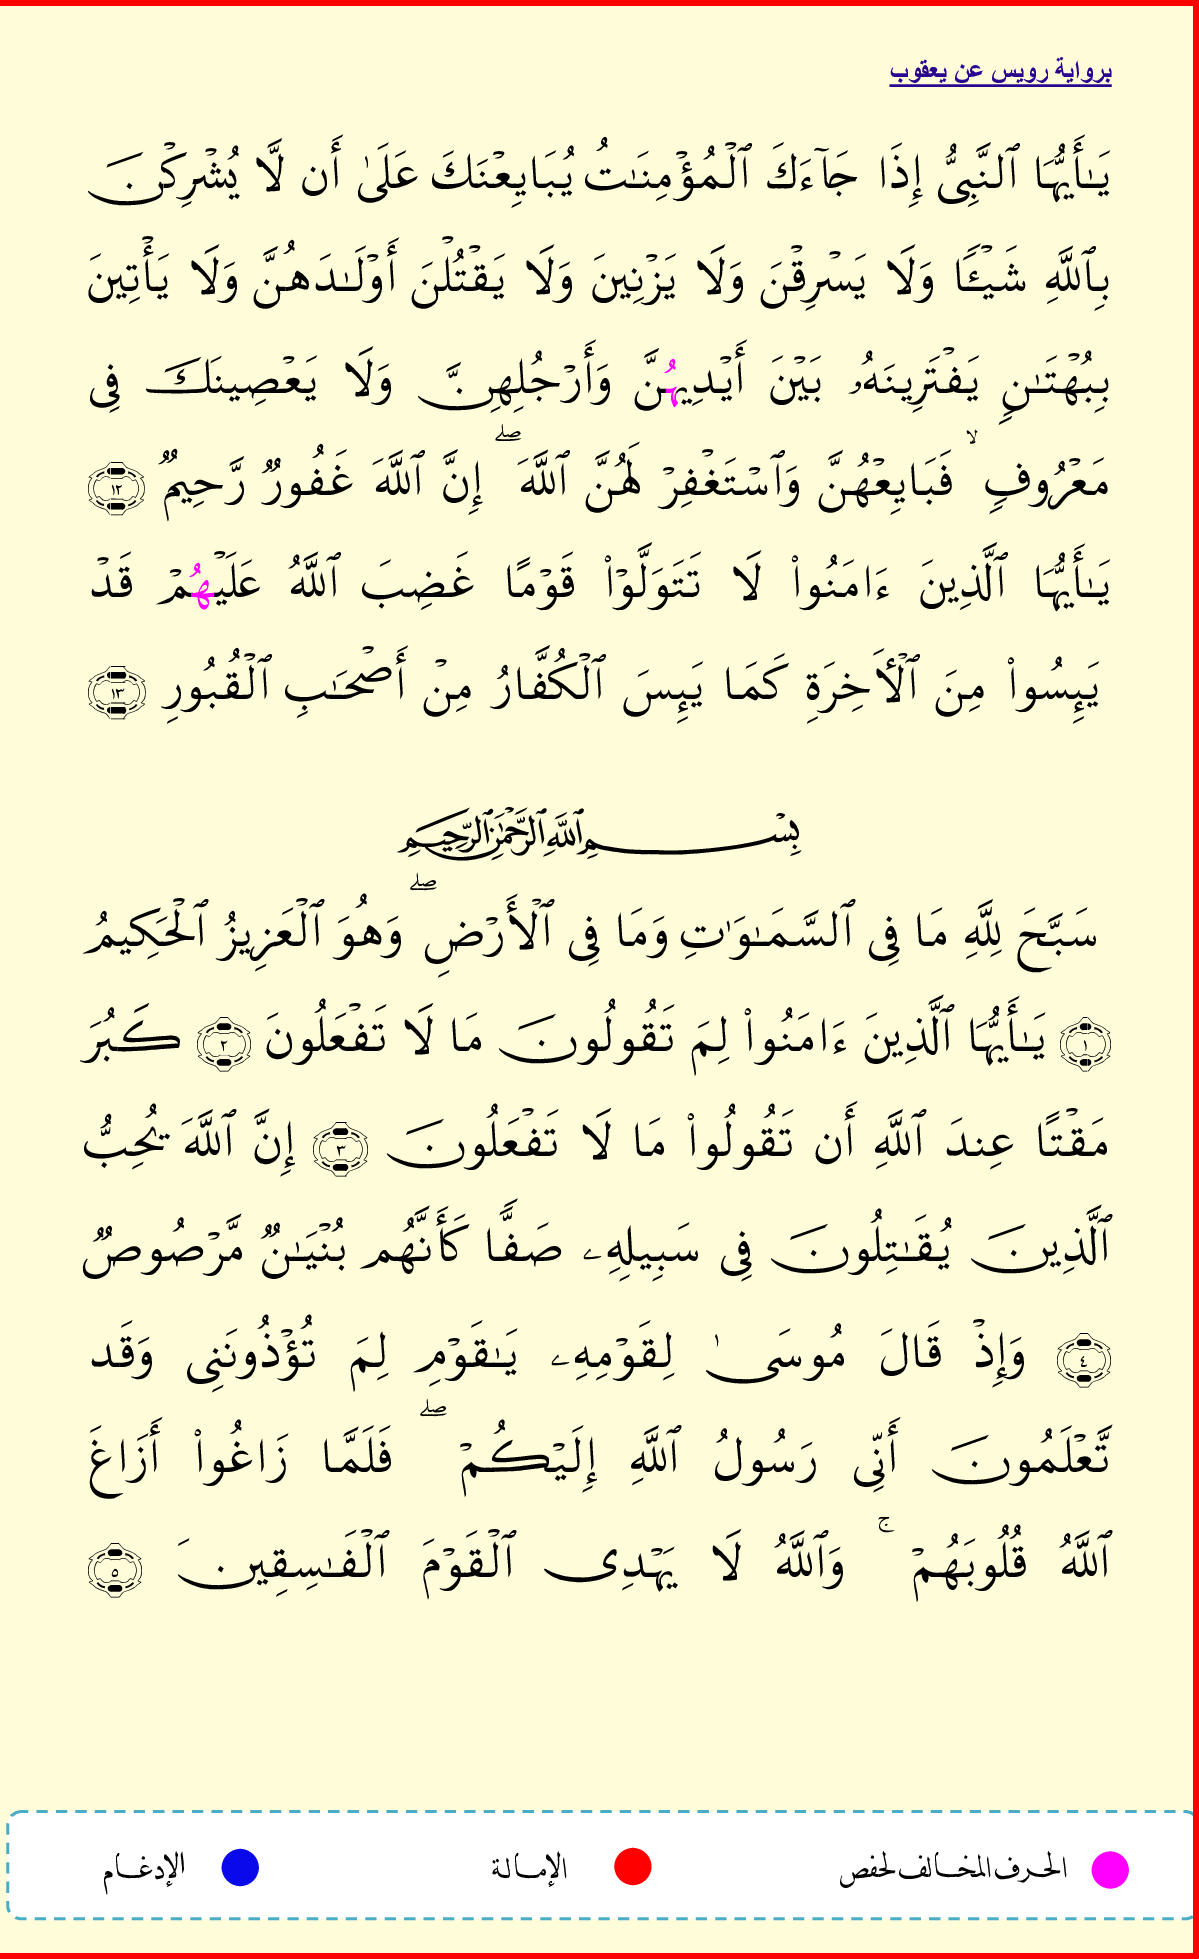 برواية رويس عن يعقوب
يَـٰٓأَيُّهَا ٱلنَّبِىُّ إِذَا جَآءَكَ ٱلْمُؤْمِنَـٰتُ يُبَايِعْنَكَ عَلَىٰٓ أَن لَّا يُشْرِكْنَ
بِٱللَّهِ شَيْـًٔا وَلَا يَسْرِقْنَ وَلَا يَزْنِينَ وَلَا يَقْتُلْنَ أَوْلَـٰدَهُنَّ وَلَا يَأْتِينَ
بِبُهْتَـٰنٍ يَفْتَرِينَهُۥ بَيْنَ أَيْدِيهُنَّ وَأَرْجُلِهِنَّ وَلَا يَعْصِينَكَ فِى
مَعْرُوفٍ ۙ فَبَايِعْهُنَّ وَٱسْتَغْفِرْ لَهُنَّ ٱللَّهَ ۖ إِنَّ ٱللَّهَ غَفُورٌ رَّحِيمٌ ١٢
يَـٰٓأَيُّهَا ٱلَّذِينَ ءَامَنُوا۟ لَا تَتَوَلَّوْا۟ قَوْمًا غَضِبَ ٱللَّهُ عَلَيْهُمْ قَدْ
يَئِسُوا۟ مِنَ ٱلْـَٔاخِرَةِ كَمَا يَئِسَ ٱلْكُفَّارُ مِنْ أَصْحَـٰبِ ٱلْقُبُورِ ١٣
بِسْمِ ٱللَّهِ ٱلرَّحْمَـٰنِ ٱلرَّحِيمِ
سَبَّحَ لِلَّهِ مَا فِى ٱلسَّمَـٰوَٰتِ وَمَا فِى ٱلْأَرْضِ ۖ وَهُوَ ٱلْعَزِيزُ ٱلْحَكِيمُ
١ يَـٰٓأَيُّهَا ٱلَّذِينَ ءَامَنُوا۟ لِمَ تَقُولُونَ مَا لَا تَفْعَلُونَ ٢ كَبُرَ
مَقْتًا عِندَ ٱللَّهِ أَن تَقُولُوا۟ مَا لَا تَفْعَلُونَ ٣ إِنَّ ٱللَّهَ يُحِبُّ
ٱلَّذِينَ يُقَـٰتِلُونَ فِى سَبِيلِهِۦ صَفًّا كَأَنَّهُم بُنْيَـٰنٌ مَّرْصُوصٌ
٤ وَإِذْ قَالَ مُوسَىٰ لِقَوْمِهِۦ يَـٰقَوْمِ لِمَ تُؤْذُونَنِى وَقَد
تَّعْلَمُونَ أَنِّى رَسُولُ ٱللَّهِ إِلَيْكُمْ ۖ فَلَمَّا زَاغُوا۟ أَزَاغَ
ٱللَّهُ قُلُوبَهُمْ ۚ وَٱللَّهُ لَا يَهْدِى ٱلْقَوْمَ ٱلْفَـٰسِقِينَ ٥
الحرف المخالف لحفص الإمالة الإدغام